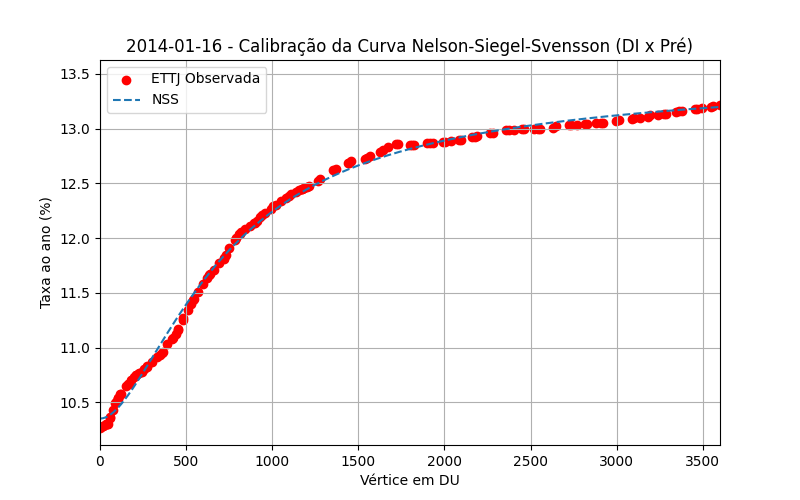 2014-01-16 - Calibração da Curva Nelson-Siegel-Svensson (DI x Pré)
ETTJ Observada
NSS
Taxa ao ano (%)
13.5
13.0
12.5
12.0
11.5
11.0
10.5
0 500 1000 1500 2000 2500 3000 3500
Vértice em DU